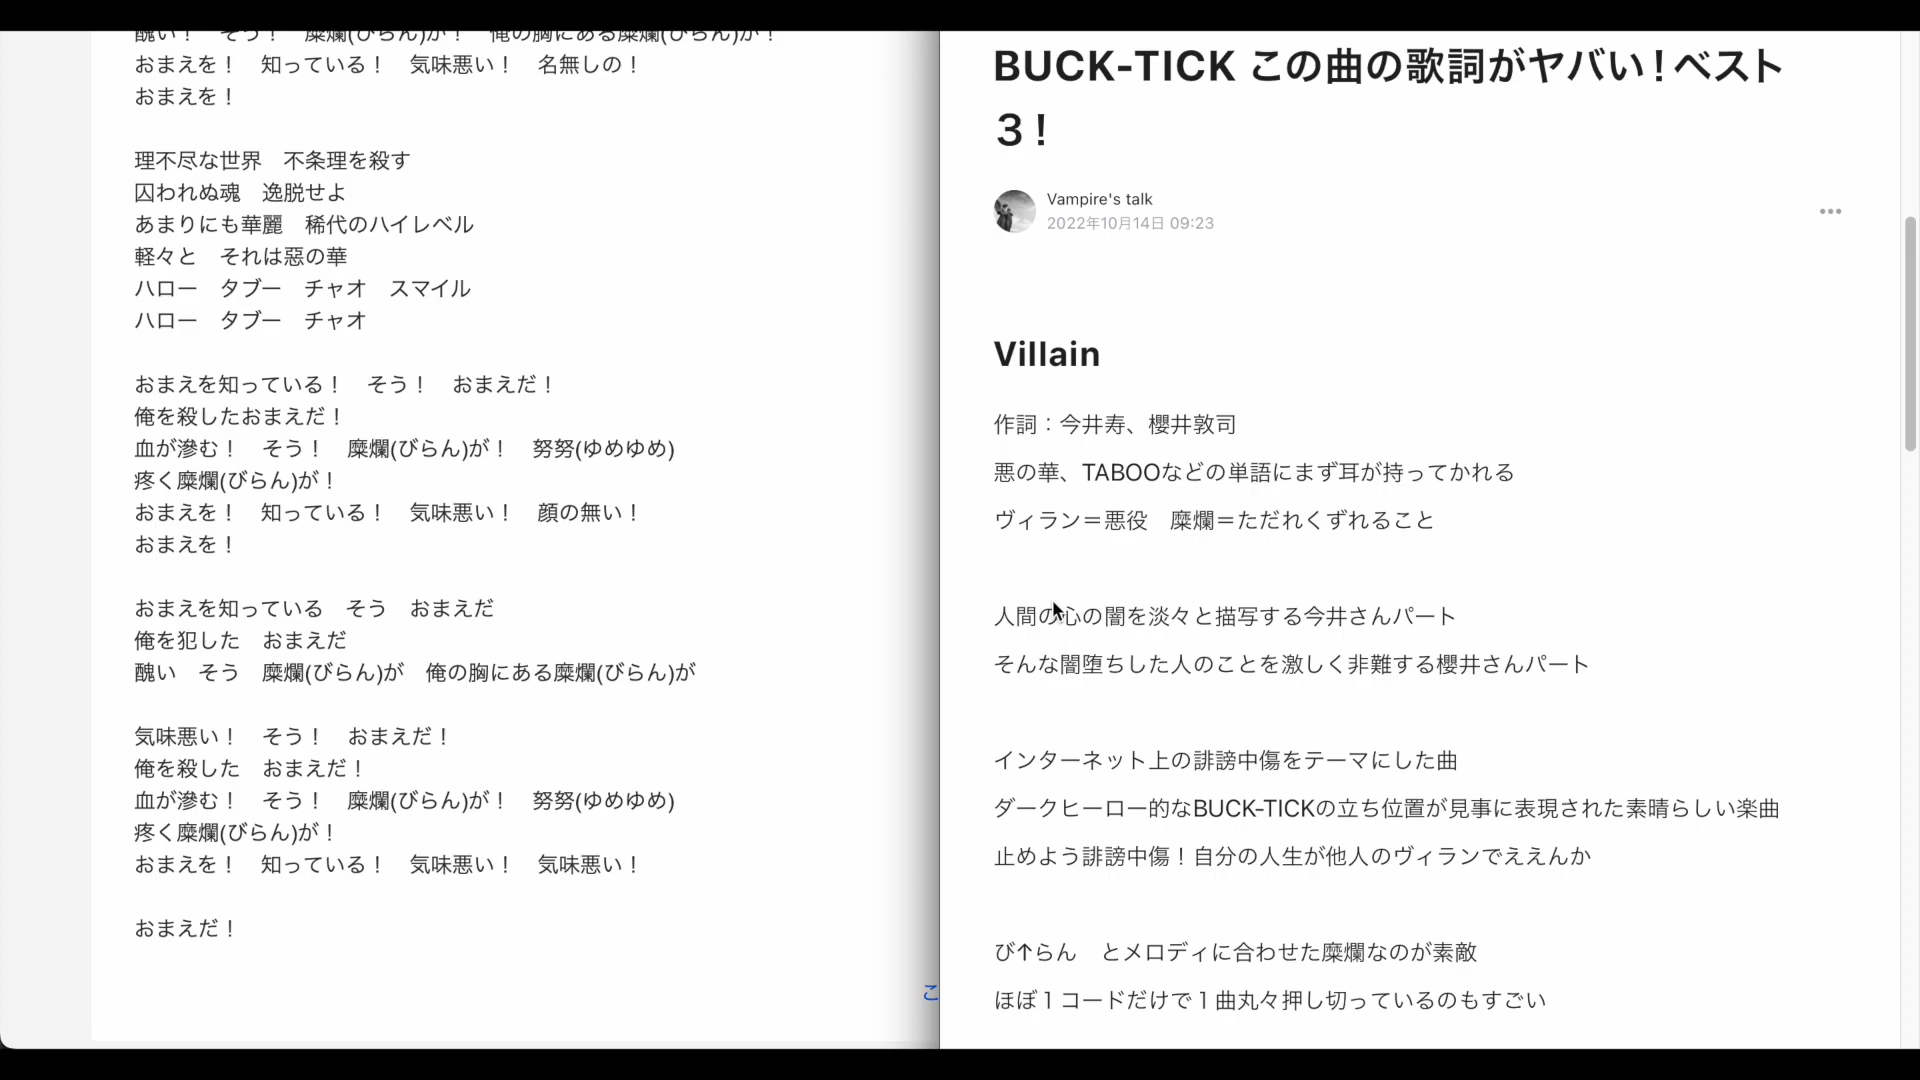 醜い！　そう！　糜爛(びらん)が！　俺の胸にある糜爛(びらん)が！
おまえを！　知っている！　気味悪い！　名無しの！
おまえを！
理不尽な世界　不条理を殺す
囚われぬ魂　逸脱せよ
あまりにも華麗　稀代のハイレベル
軽々と　それは惡の華
ハロー　タブー　チャオ　スマイル
ハロー　タブー　チャオ
おまえを知っている！　そう！　おまえだ！
俺を殺したおまえだ！
血が滲む！　そう！　糜爛(びらん)が！　努努(ゆめゆめ)
疼く糜爛(びらん)が！
おまえを！　知っている！　気味悪い！　顔の無い！
おまえを！
おまえを知っている　そう　おまえだ
俺を犯した　おまえだ
醜い　そう　糜爛(びらん)が　俺の胸にある糜爛(びらん)が
気味悪い！　そう！　おまえだ！
俺を殺した　おまえだ！
血が滲む！　そう！　糜爛(びらん)が！　努努(ゆめゆめ)
疼く糜爛(びらん)が！
おまえを！　知っている！　気味悪い！　気味悪い！
おまえだ！
こ
BUCK-TICK この曲の歌詞がヤバい！ベスト
３！
Vampire's talk
2022年10月14日 09:23
Villain
作詞：今井寿、櫻井敦司
悪の華、TABOOなどの単語にまず耳が持ってかれる
ヴィラン＝悪役　糜爛＝ただれくずれること
人間の心の闇を淡々と描写する今井さんパート
そんな闇堕ちした人のことを激しく非難する櫻井さんパート
インターネット上の誹謗中傷をテーマにした曲
ダークヒーロー的なBUCK-TICKの立ち位置が見事に表現された素晴らしい楽曲
止めよう誹謗中傷！自分の人生が他人のヴィランでええんか
び↑らん　とメロディに合わせた糜爛なのが素敵
ほぼ１コードだけで１曲丸々押し切っているのもすごい